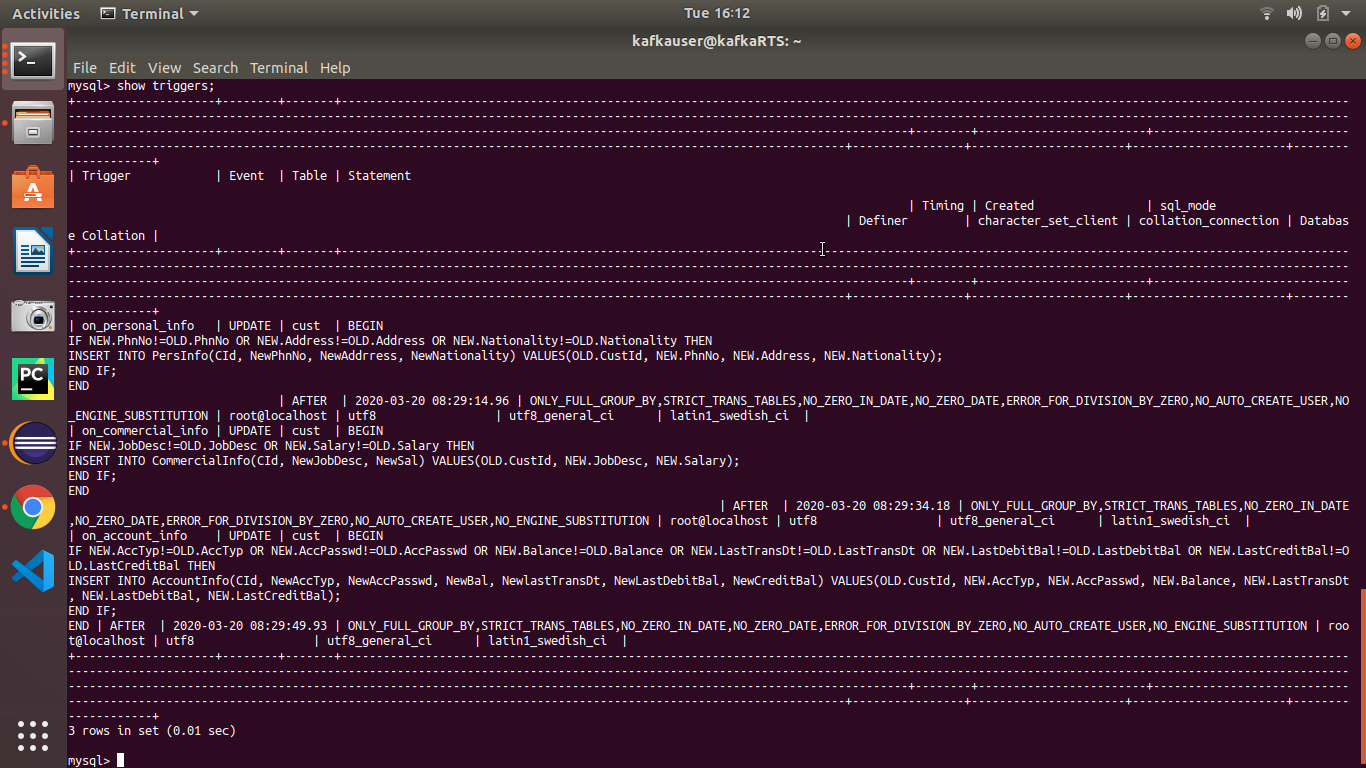 Activities Terminal Tue 16:12
kafkauser@kafkaRTS: ~
File Edit View Search Terminal Help
mysql> show triggers;
+--------------------+--------+-------+------------------------------------------------
| Trigger | Event | Table | Statement
| Timing | Created | sql_mode
| Definer | character_set_client | collation_connection | Databas
e Collation |
| on_personal_info | UPDATE | cust | BEGIN
IF NEW.PhnNo!=OLD.PhnNo OR NEW.Address!=OLD.Address OR NEW.Nationality!=OLD.Nationality THEN
INSERT INTO PersInfo(CId, NewPhnNo, NewAddrress, NewNationality) VALUES(OLD.CustId, NEW.PhnNo, NEW.Address, NEW.Nationality);
END IF;
END
| AFTER | 2020-03-20 08:29:14.96 | ONLY_FULL_GROUP_BY,STRICT_TRANS_TABLES,NO_ZERO_IN_DATE,NO_ZERO_DATE,ERROR_FOR_DIVISION_BY_ZERO,NO_AUTO_CREATE_USER,NO
_ENGINE_SUBSTITUTION | root@localhost | utf8 | utf8_general_ci | latin1_swedish_ci |
| on_commercial_info | UPDATE | cust | BEGIN
IF NEW.JobDesc!=OLD.JobDesc OR NEW.Salary!=OLD.Salary THEN
INSERT INTO CommercialInfo(CId, NewJobDesc, NewSal) VALUES(OLD.CustId, NEW.JobDesc, NEW.Salary);
END IF;
END
| AFTER | 2020-03-20 08:29:34.18 | ONLY_FULL_GROUP_BY,STRICT_TRANS_TABLES,NO_ZERO_IN_DATE
,NO_ZERO_DATE,ERROR_FOR_DIVISION_BY_ZERO,NO_AUTO_CREATE_USER,NO_ENGINE_SUBSTITUTION | root@localhost | utf8 | utf8_general_ci | latin1_swedish_ci |
| on_account_info | UPDATE | cust | BEGIN
IF NEW.AccTyp!=OLD.AccTyp OR NEW.AccPasswd!=OLD.AccPasswd OR NEW.Balance!=OLD.Balance OR NEW.LastTransDt!=OLD.LastTransDt OR NEW.LastDebitBal!=OLD.LastDebitBal OR NEW.LastCreditBal!=O
LD.LastCreditBal THEN
INSERT INTO AccountInfo(CId, NewAccTyp, NewAccPasswd, NewBal, NewlastTransDt, NewLastDebitBal, NewCreditBal) VALUES(OLD.CustId, NEW.AccTyp, NEW.AccPasswd, NEW.Balance, NEW.LastTransDt
, NEW.LastDebitBal, NEW.LastCreditBal);
END IF;
END | AFTER | 2020-03-20 08:29:49.93 | ONLY_FULL_GROUP_BY,STRICT_TRANS_TABLES,NO_ZERO_IN_DATE,NO_ZERO_DATE,ERROR_FOR_DIVISION_BY_ZERO,NO_AUTO_CREATE_USER,NO_ENGINE_SUBSTITUTION | roo
t@localhost | utf8 | utf8_general_ci | latin1_swedish_ci |
3 rows in set (0.01 sec)
mysql>